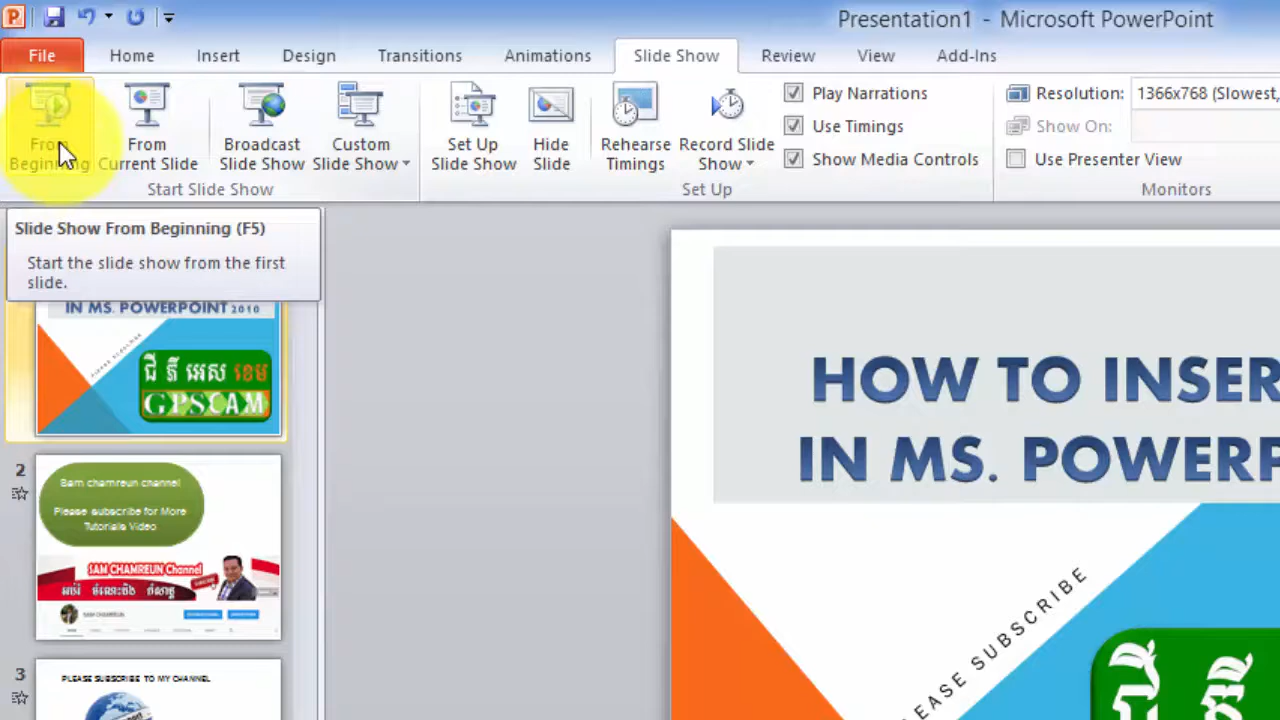 Presentation1 - Microsoft PowerPoint
File Home Insert Design Transitions Animations Slide Show Review View Add-Ins
From Beginning
From Current Slide
Broadcast Slide Show
Custom Slide Show
Set Up Slide Show
Hide Slide
Rehearse Timings
Record Slide Show
Play Narrations
Use Timings
Show Media Controls
Resolution: 1366x768 (Slowest,
Show On:
Use Presenter View
Start Slide Show
Set Up
Monitors
Slide Show From Beginning (F5)
Start the slide show from the first
slide.
IN MS. POWERPOINT 2010
ជី ភី អេស ខេម
GPSCAM
2
Sam chamreun channel
Please subscribe for More
Tutorials Video
SAM CHAMREUN Channel
SAM CHAMREUN
3
PLEASE SUBSCRIBE TO MY CHANNEL
HOW TO INSER
IN MS. POWERP
EASE SUBSCRIBE